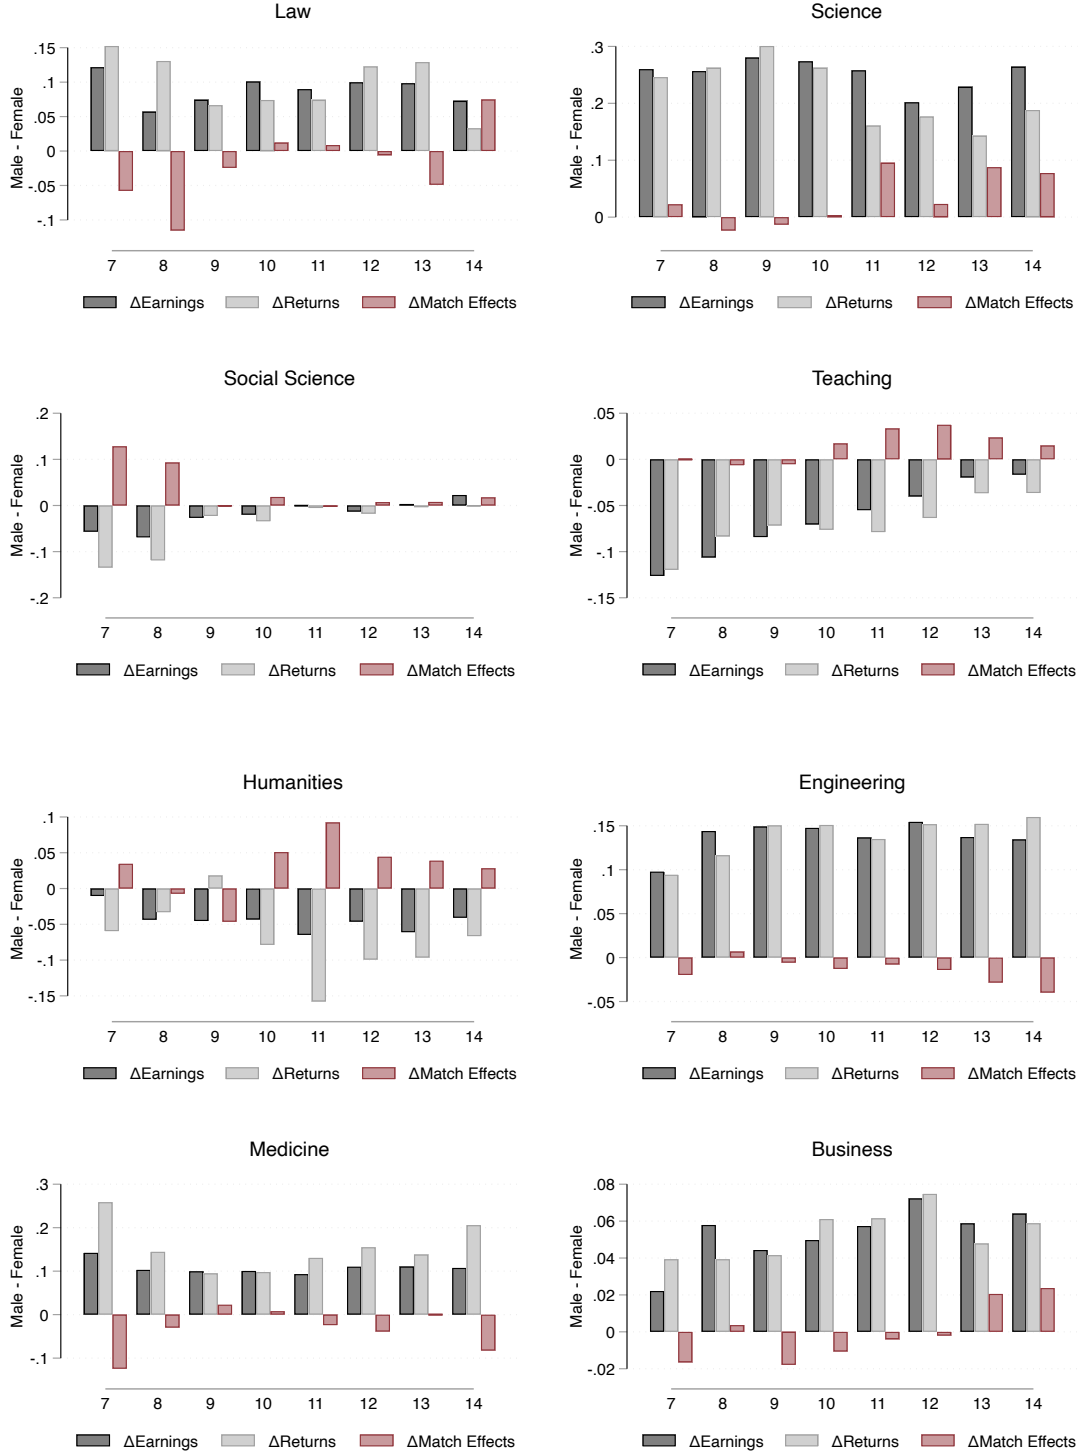 Law
Male - Female
.15
.1
.05
0
-.05
-.1
7 8 9 10 11 12 13 14
ΔEarnings ΔReturns ΔMatch Effects
Science
Male - Female
.3
.2
.1
0
7 8 9 10 11 12 13 14
ΔEarnings ΔReturns ΔMatch Effects
Social Science
Male - Female
.2
.1
0
-.1
-.2
7 8 9 10 11 12 13 14
ΔEarnings ΔReturns ΔMatch Effects
Teaching
Male - Female
.05
0
-.05
-.1
-.15
7 8 9 10 11 12 13 14
ΔEarnings ΔReturns ΔMatch Effects
Humanities
Male - Female
.1
.05
0
-.05
-.1
-.15
7 8 9 10 11 12 13 14
ΔEarnings ΔReturns ΔMatch Effects
Engineering
Male - Female
.15
.1
.05
0
-.05
7 8 9 10 11 12 13 14
ΔEarnings ΔReturns ΔMatch Effects
Medicine
Male - Female
.3
.2
.1
0
-.1
7 8 9 10 11 12 13 14
ΔEarnings ΔReturns ΔMatch Effects
Business
Male - Female
.08
.06
.04
.02
0
-.02
7 8 9 10 11 12 13 14
ΔEarnings ΔReturns ΔMatch Effects